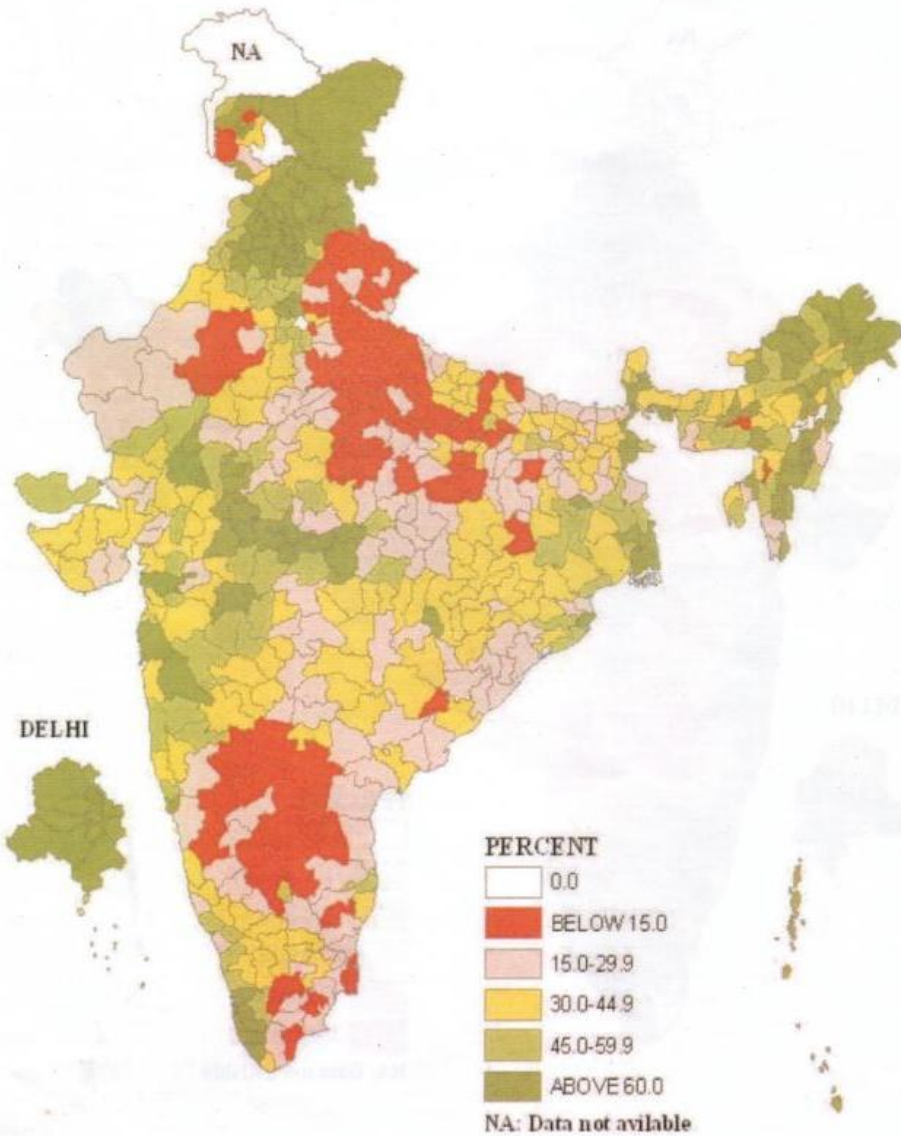 NA
DELHI
PERCENT
0.0
BELOW 15.0
15.0-29.9
30.0-44.9
45.0-59.9
ABOVE 60.0
NA: Data not avilable